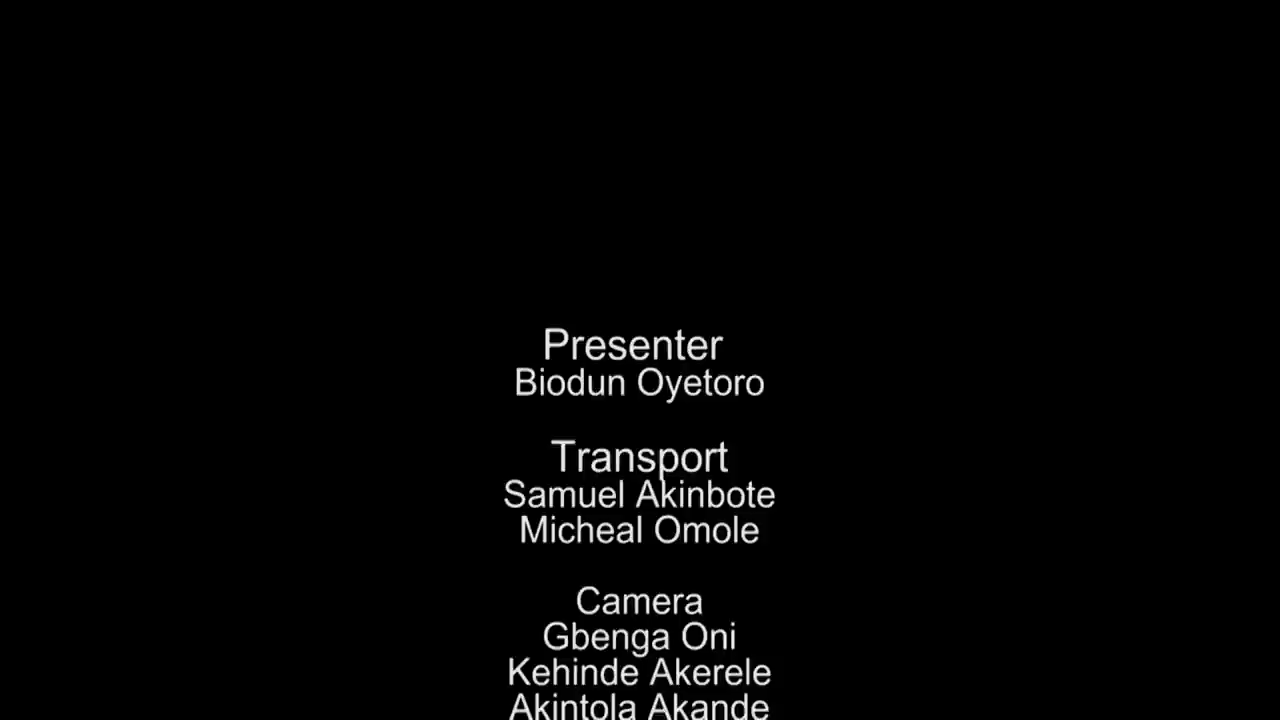 Presenter
Biodun Oyetoro
Transport
Samuel Akinbote
Micheal Omole
Camera
Gbenga Oni
Kehinde Akerele
Akintola Akande